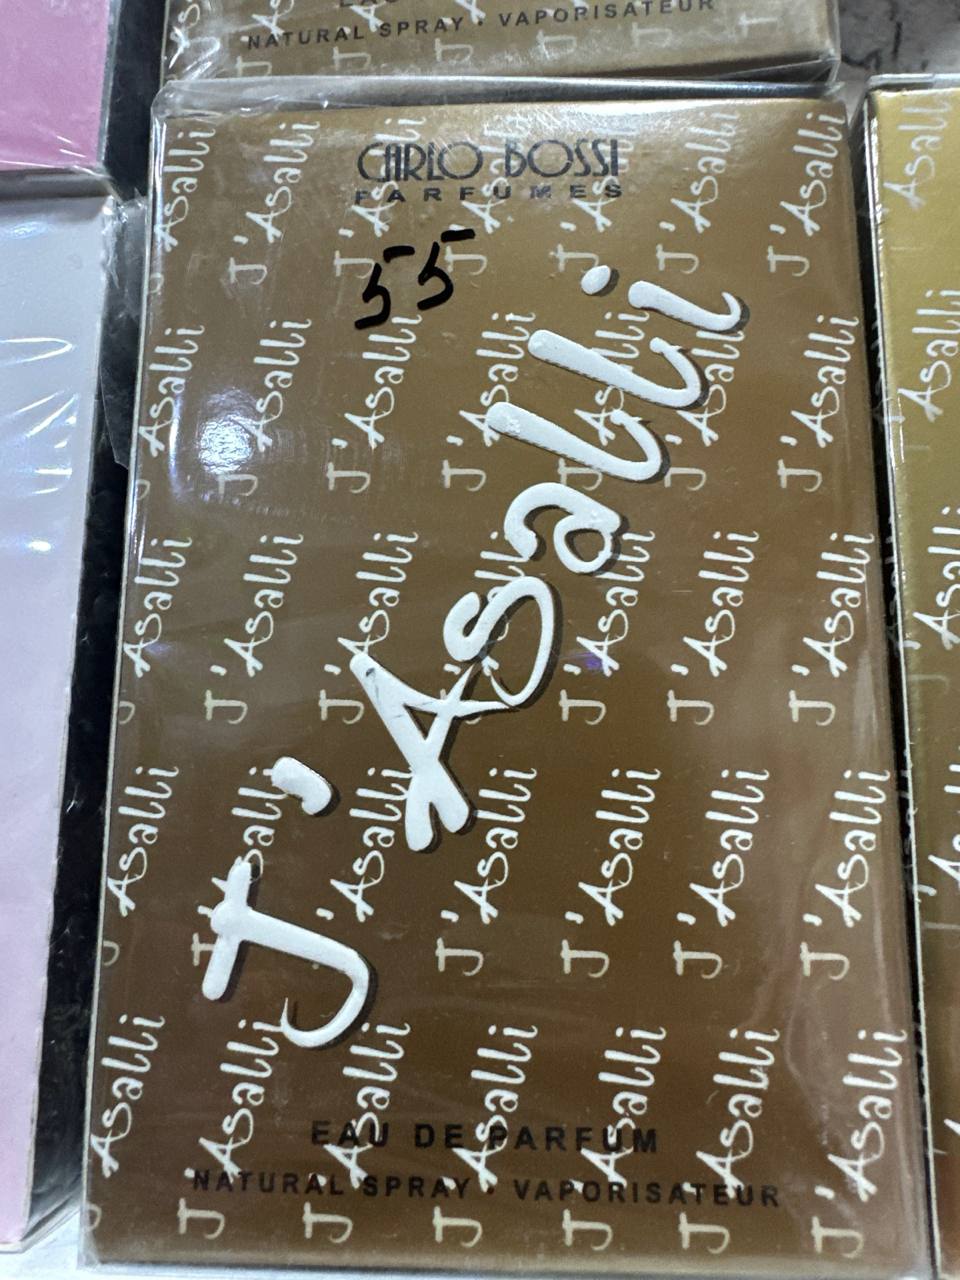 NATURAL SPRAY • VAPORISATEUR
CARLO BOSSI
PARFUMES
55
J'Asalli
EAU DE PARFUM
NATURAL SPRAY • VAPORISATEUR